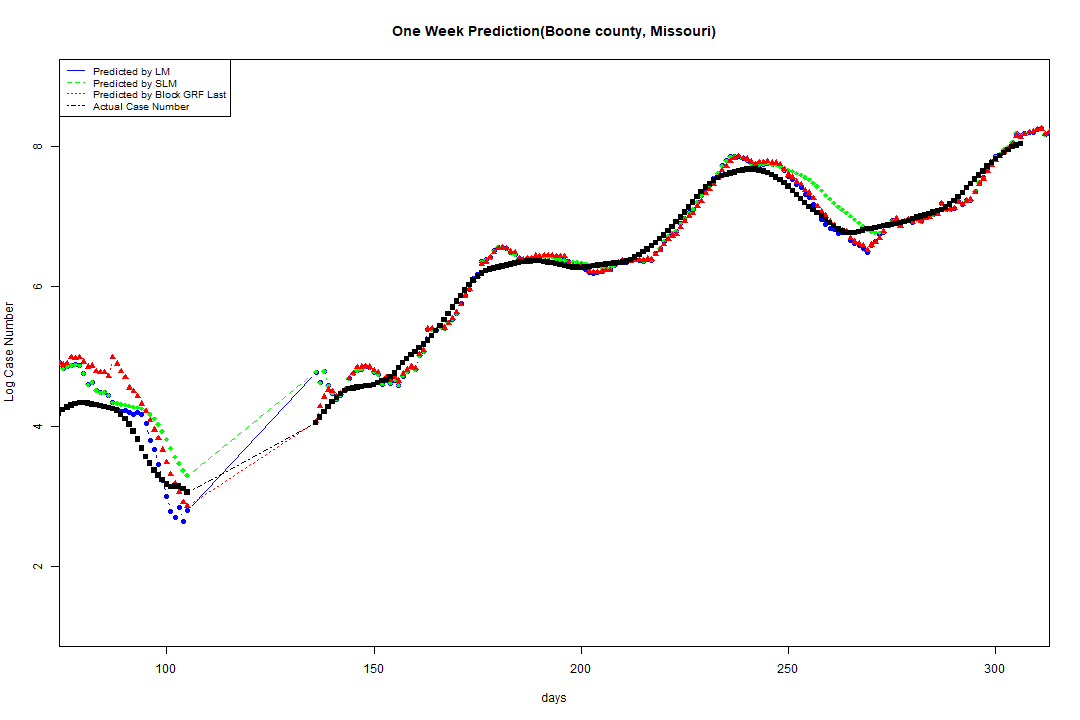 One Week Prediction(Boone county, Missouri)
Predicted by LM
Predicted by SLM
Predicted by Block GRF Last
Actual Case Number
8
6
4
2
Log Case Number
100 150 200 250 300
days